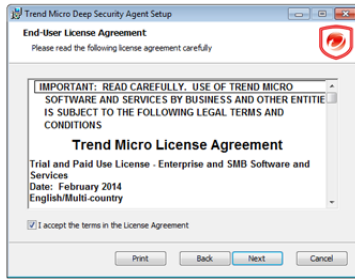 Trend Micro Deep Security Agent Setup
End-User License Agreement
Please read the following license agreement carefully
IMPORTANT: READ CAREFULLY. USE OF TREND MICRO
SOFTWARE AND SERVICES BY BUSINESS AND OTHER ENTITIE
IS SUBJECT TO THE FOLLOWING LEGAL TERMS AND
CONDITIONS
Trend Micro License Agreement
Trial and Paid Use License - Enterprise and SMB Software and
Services
Date: February 2014
English/Multi-country
I accept the terms in the License Agreement
Print Back Next Cancel